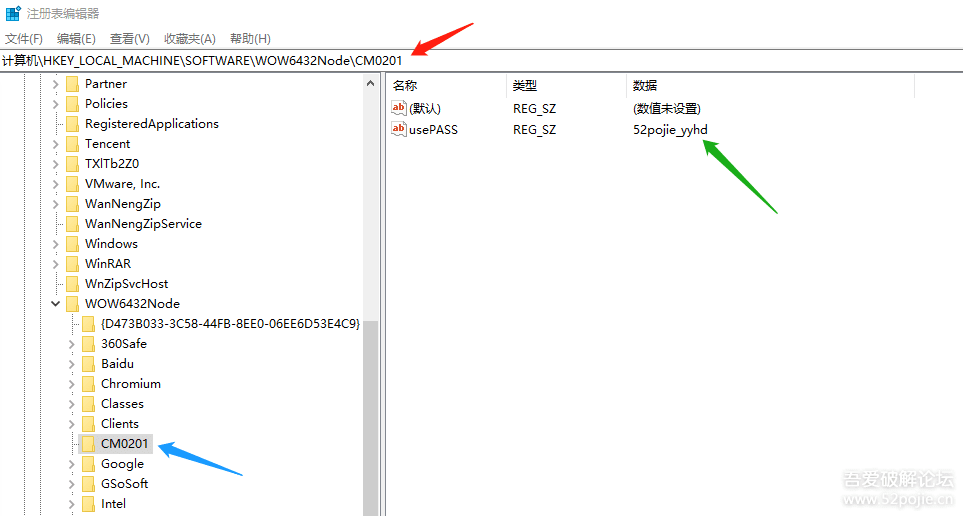 注册表编辑器
文件(F) 编辑(E) 查看(V) 收藏夹(A) 帮助(H)
计算机\HKEY_LOCAL_MACHINE\SOFTWARE\WOW6432Node\CM0201
Partner
Policies
RegisteredApplications
Tencent
TXlTb2Z0
VMware, Inc.
WanNengZip
WanNengZipService
Windows
WinRAR
WnZipSvcHost
WOW6432Node
{D473B033-3C58-44FB-8EE0-06EE6D53E4C9}
360Safe
Baidu
Chromium
Classes
Clients
CM0201
Google
GSoSoft
Intel
名称 类型 数据
ab (默认) REG_SZ (数值未设置)
ab usePASS REG_SZ 52pojie_yyhd
吾爱破解论坛
www.52pojie.cn